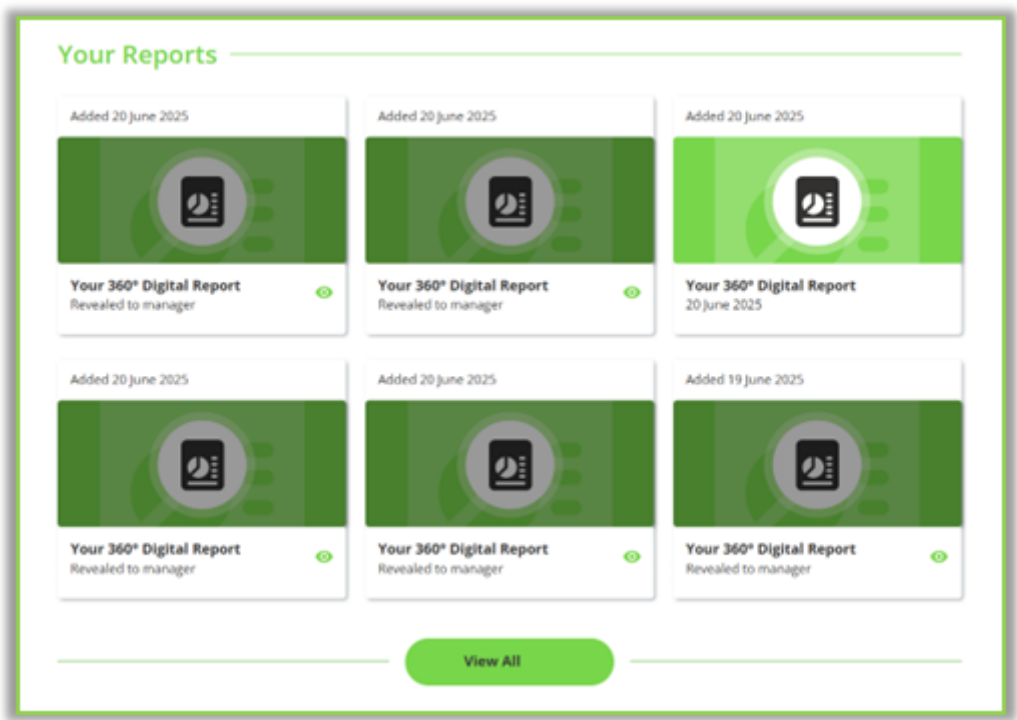 Your Reports
Added 20 June 2025
Your 360° Digital Report
Revealed to manager
Added 20 June 2025
Your 360° Digital Report
Revealed to manager
Added 20 June 2025
Your 360° Digital Report
20 June 2025
Added 20 June 2025
Your 360° Digital Report
Revealed to manager
Added 20 June 2025
Your 360° Digital Report
Revealed to manager
Added 19 June 2025
Your 360° Digital Report
Revealed to manager
View All